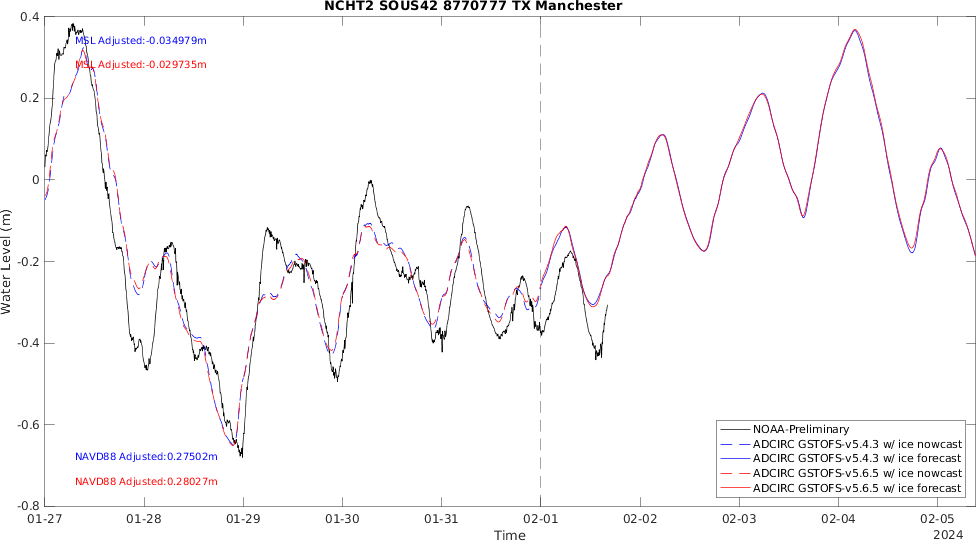 NCHT2 SOUS42 8770777 TX Manchester
0.4
0.2
0
-0.2
-0.4
-0.6
-0.8
Water Level (m)
MSL Adjusted:-0.034979m
MSL Adjusted:-0.029735m
NAVD88 Adjusted:0.27502m
NAVD88 Adjusted:0.28027m
NOAA-Preliminary
ADCIRC GSTOFS-v5.4.3 w/ ice nowcast
ADCIRC GSTOFS-v5.4.3 w/ ice forecast
ADCIRC GSTOFS-v5.6.5 w/ ice nowcast
ADCIRC GSTOFS-v5.6.5 w/ ice forecast
01-27 01-28 01-29 01-30 01-31 02-01 02-02 02-03 02-04 02-05
Time
2024